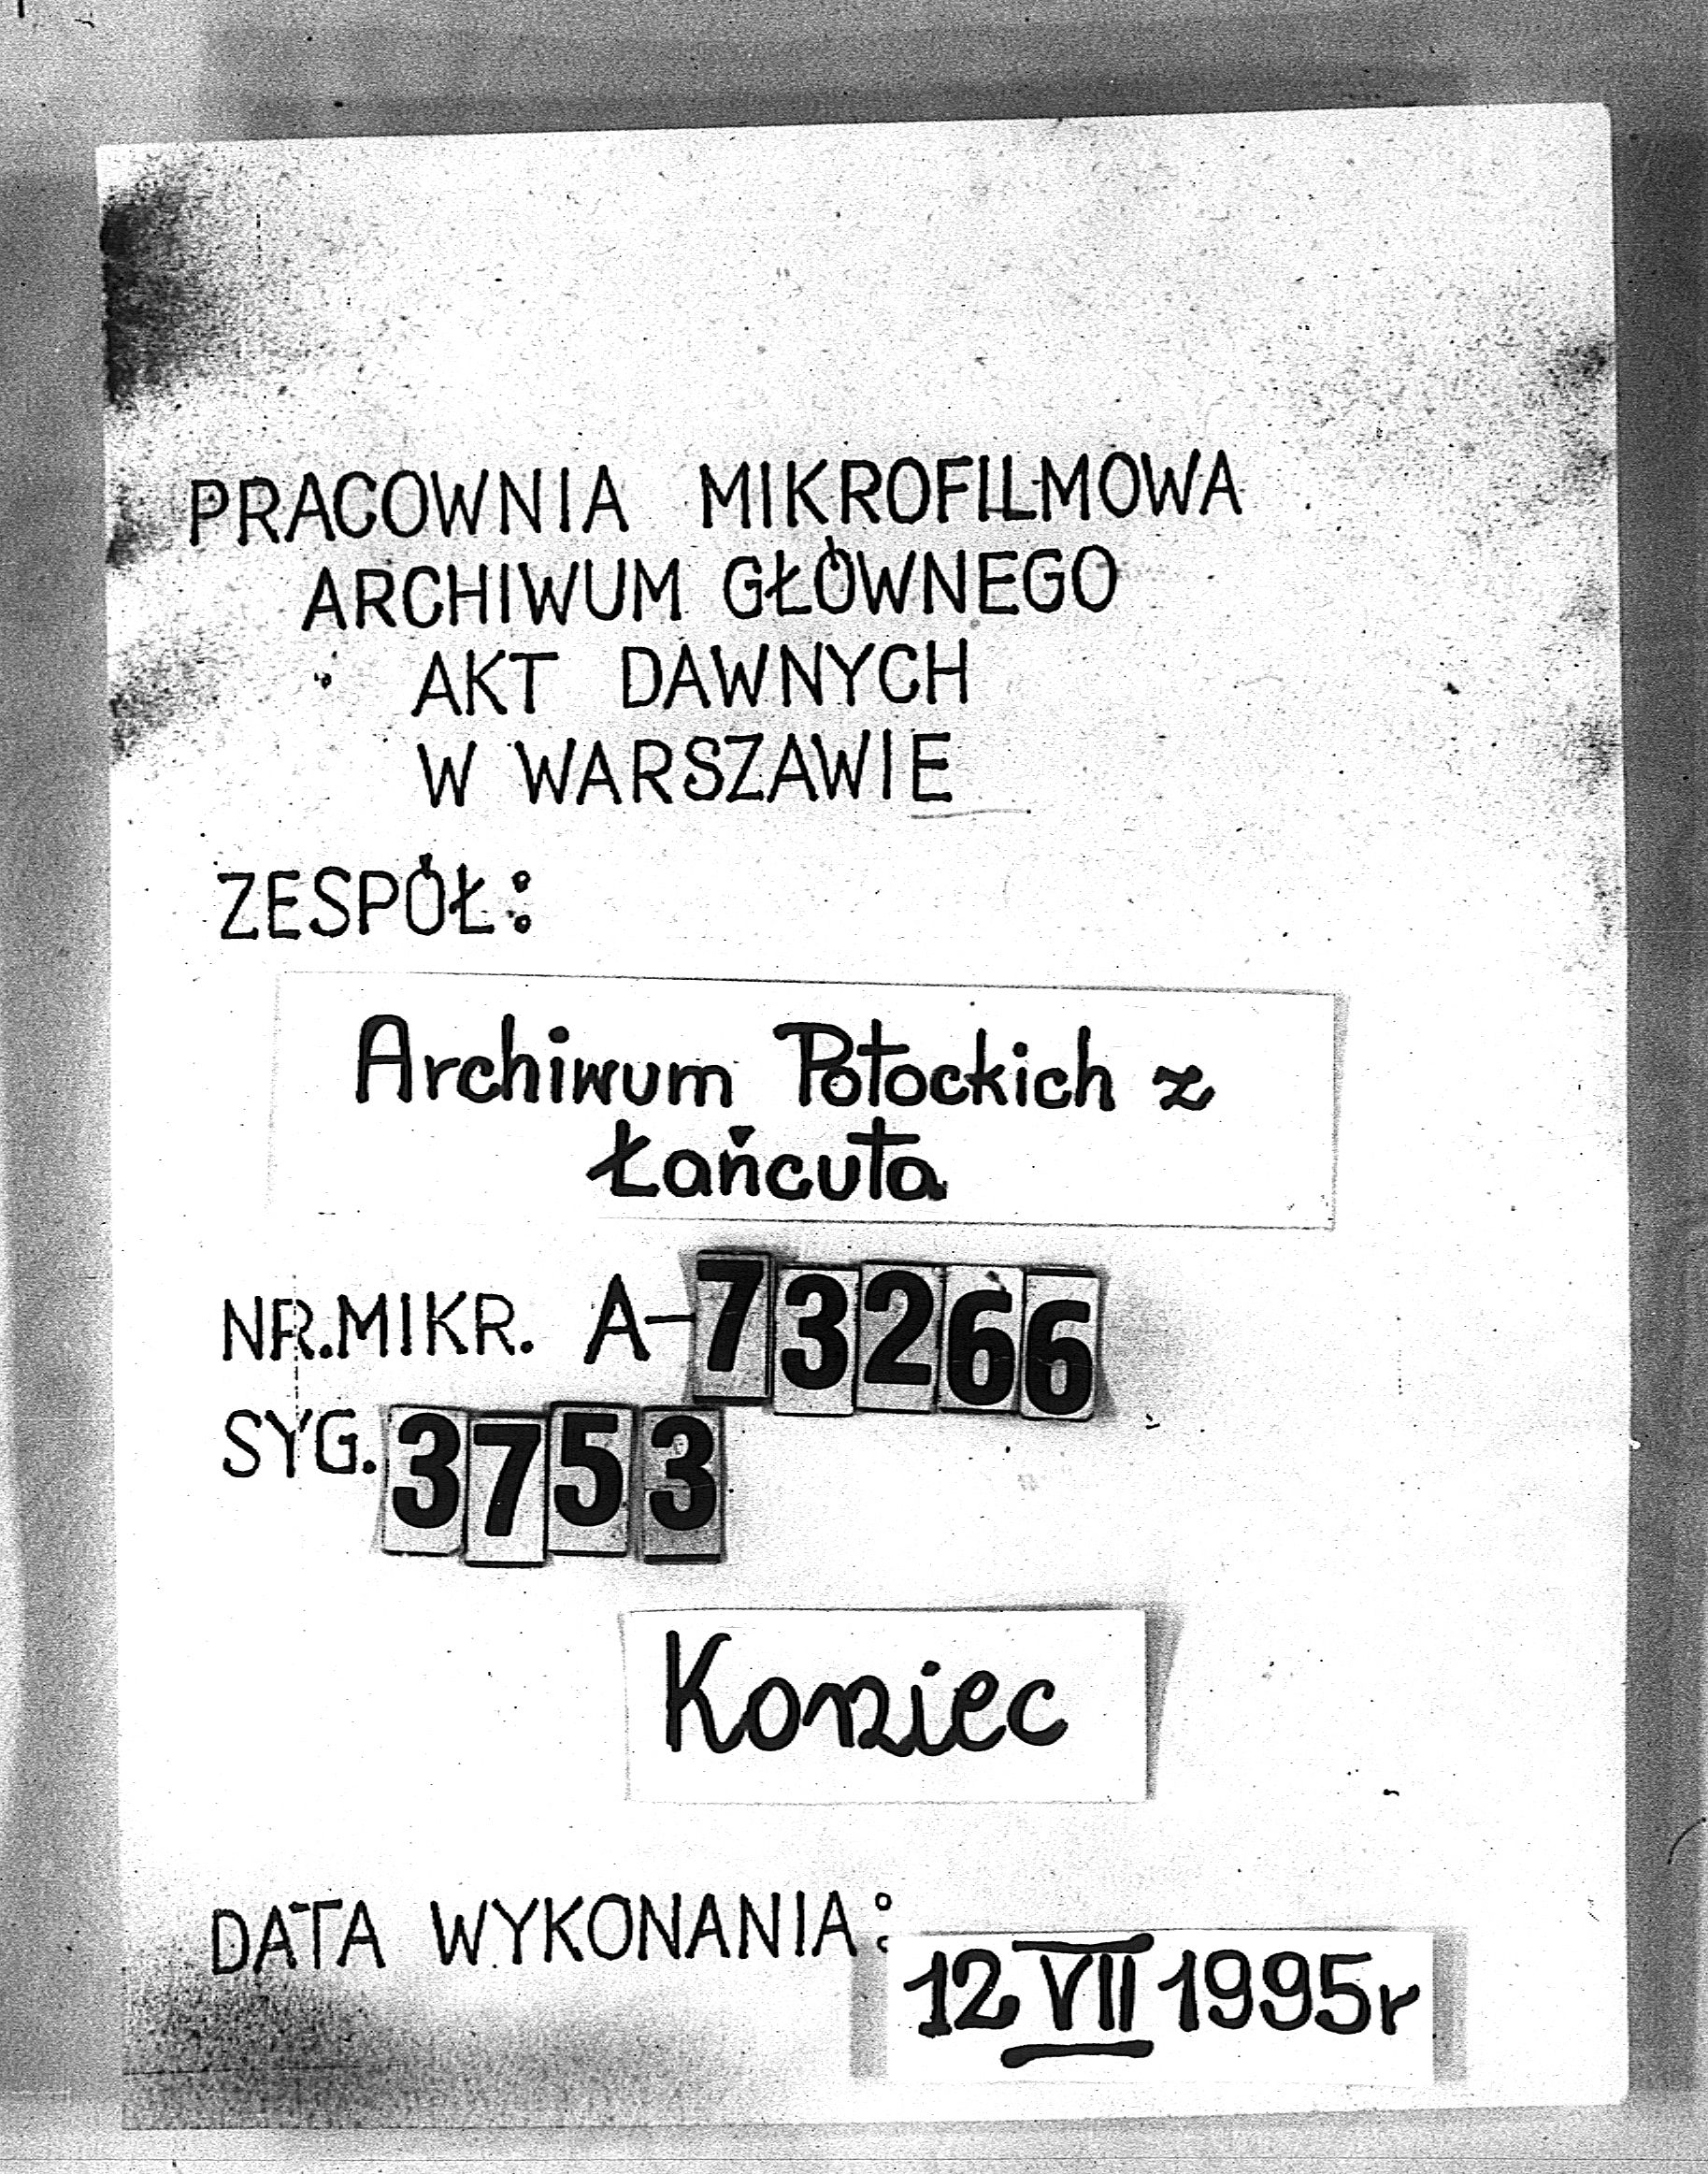 PRACOWNIA MIKROFILMOWA
ARCHIWUM GŁÓWNEGO
AKT DAWNYCH
W WARSZAWIE
ZESPÓŁ:
Archiwum Potockich z
Łańcuta
NR.MIKR. A-73266
SYG. 3753
Koniec
DATA WYKONANIA:
12 VII 1995r